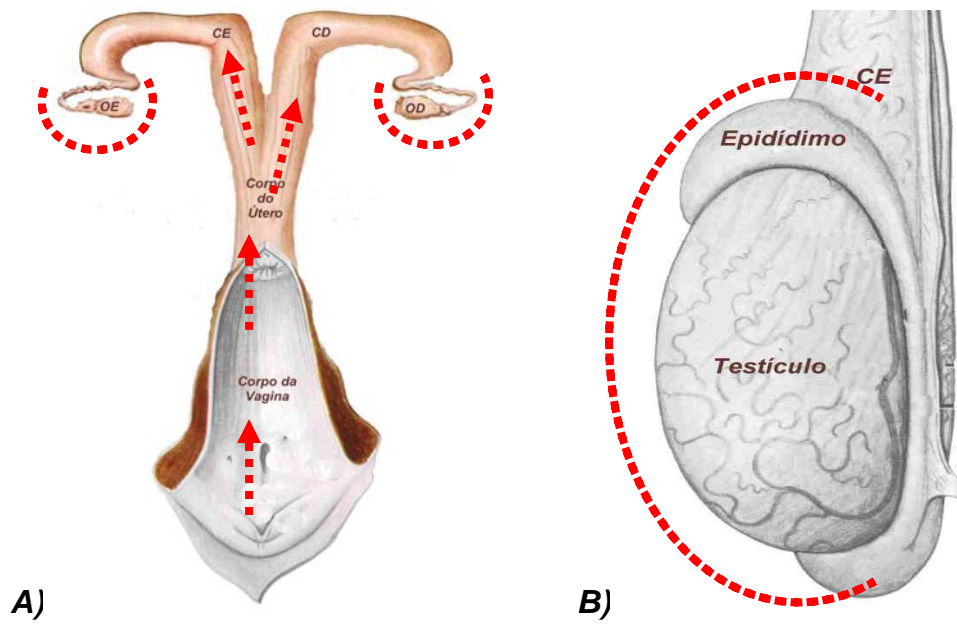 CE
CD
OE
OD
Corpo
do
Útero
Corpo da
Vagina
A)
CE
Epidídimo
Testículo
B)